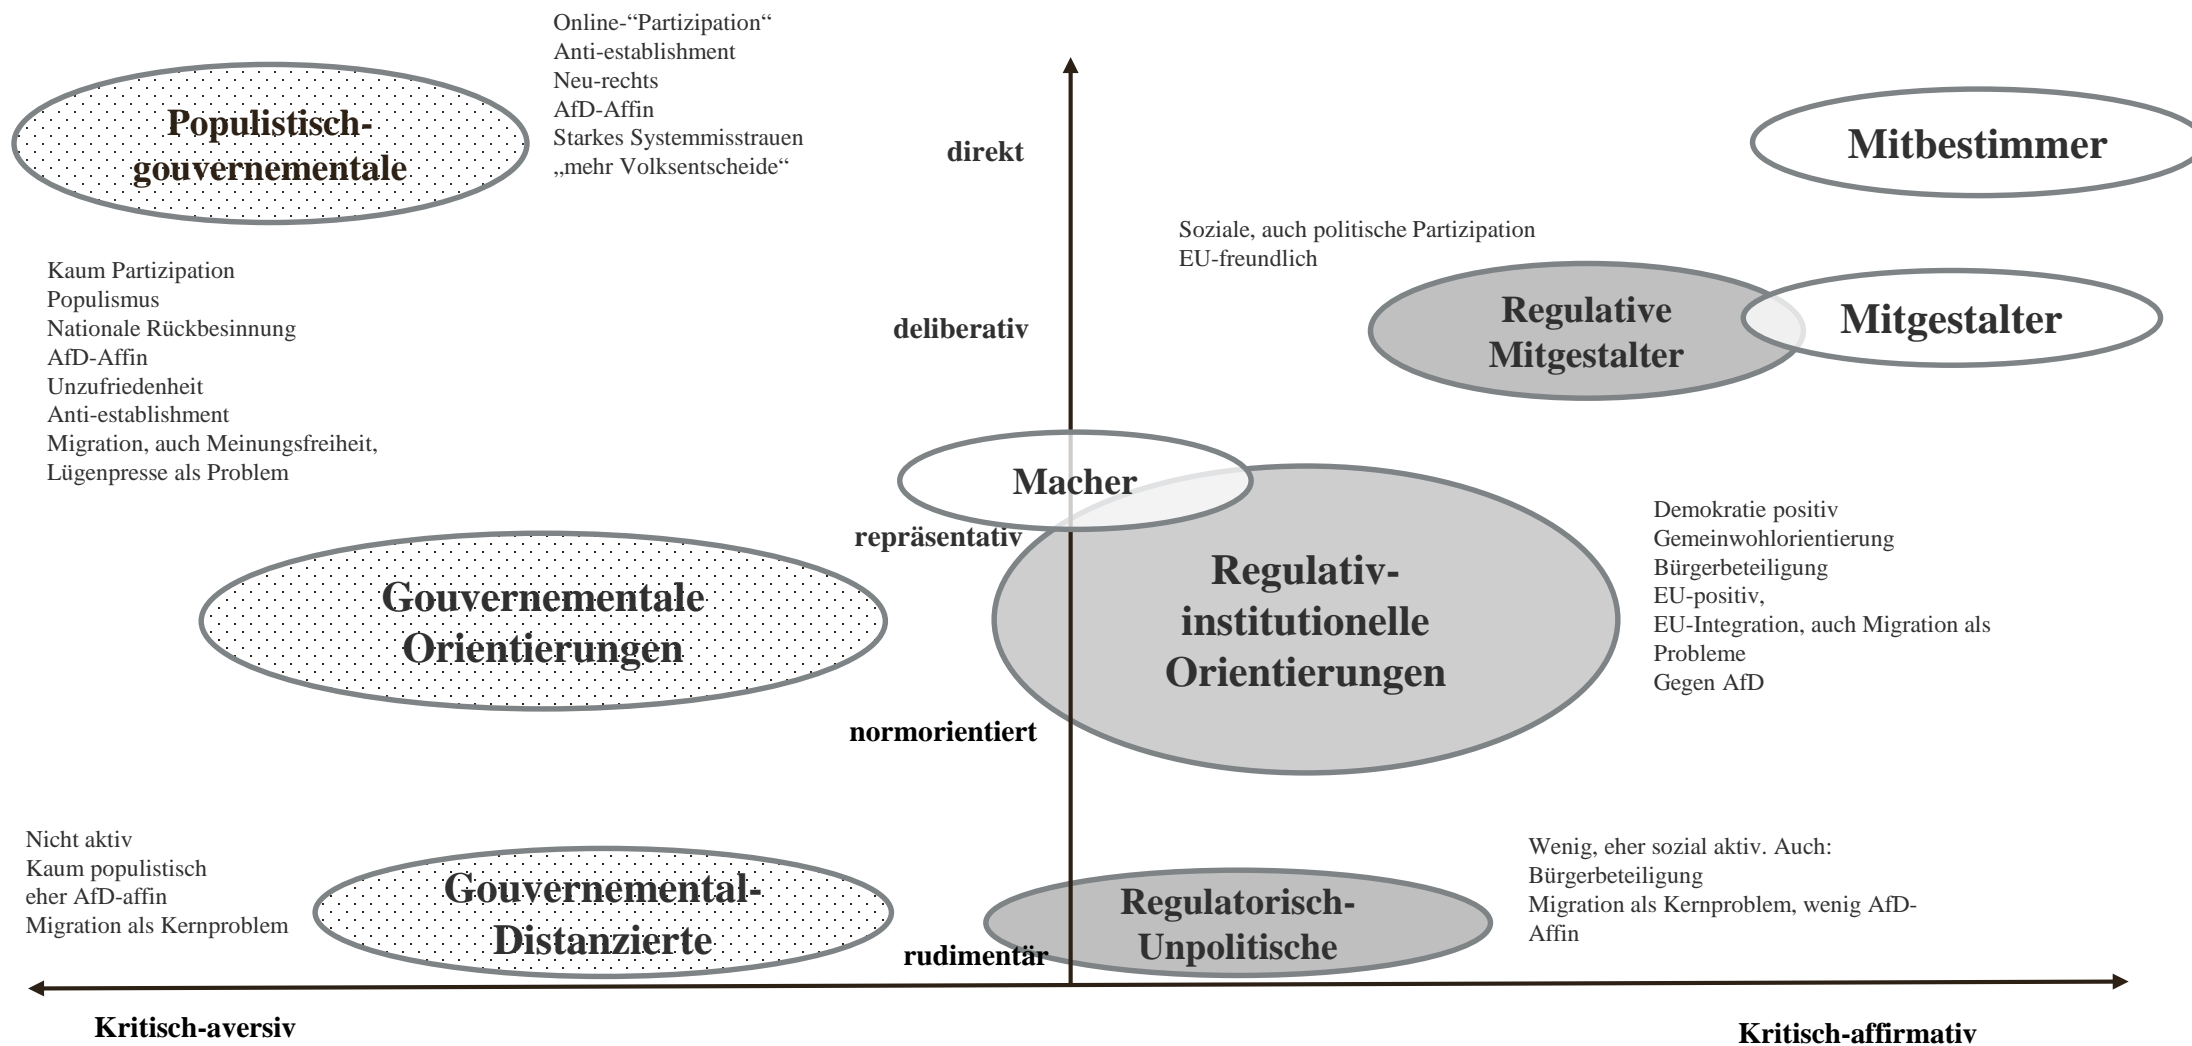 Online-“Partizipation“
Anti-establishment
Neu-rechts
AfD-Affin
Starkes Systemmisstrauen
„mehr Volksentscheide“
Populistisch-
gouvernementale
direkt
Mitbestimmer
Soziale, auch politische Partizipation
EU-freundlich
Kaum Partizipation
Populismus
Nationale Rückbesinnung
AfD-Affin
Unzufriedenheit
Anti-establishment
Migration, auch Meinungsfreiheit,
Lügenpresse als Problem
deliberativ
Regulative
Mitgestalter
Mitgestalter
Macher
repräsentativ
Gouvernementale
Orientierungen
Regulativ-
institutionelle
Orientierungen
Demokratie positiv
Gemeinwohlorientierung
Bürgerbeteiligung
EU-positiv,
EU-Integration, auch Migration als
Probleme
Gegen AfD
normorientiert
Nicht aktiv
Kaum populistisch
eher AfD-affin
Migration als Kernproblem
Gouvernemental-
Distanzierte
rudimentär
Regulatorisch-
Unpolitische
Wenig, eher sozial aktiv. Auch:
Bürgerbeteiligung
Migration als Kernproblem, wenig AfD-
Affin
Kritisch-aversiv
Kritisch-affirmativ